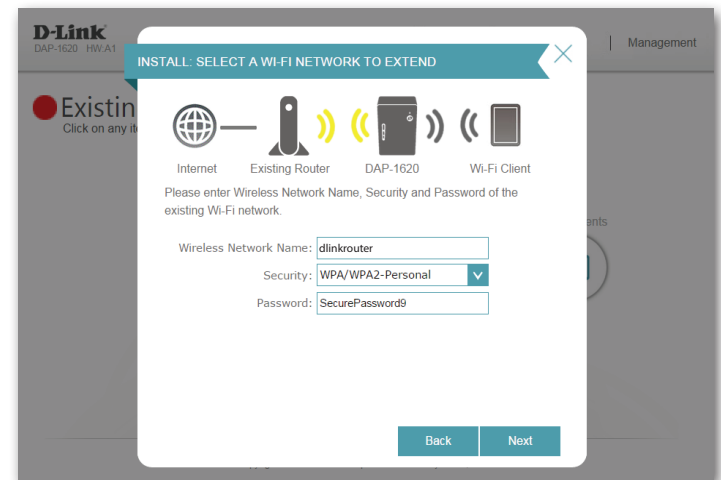 D-Link
DAP-1620 HW:A1
Management
INSTALL: SELECT A WI-FI NETWORK TO EXTEND
Existin
Click on any it
Internet Existing Router DAP-1620 Wi-Fi Client
Please enter Wireless Network Name, Security and Password of the
existing Wi-Fi network.
ents
Wireless Network Name: dlinkrouter
Security: WPA/WPA2-Personal
Password: SecurePassword9
Back Next